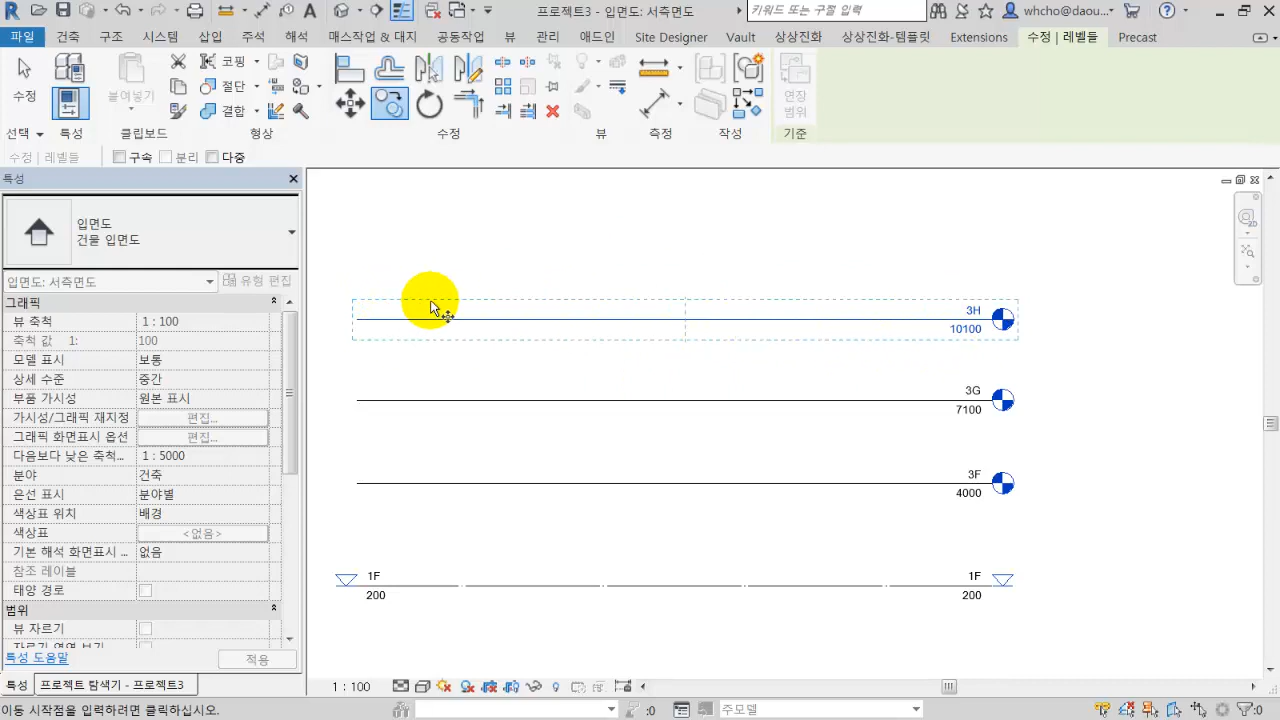 프로젝트3 - 입면도: 서측면도
키워드 또는 구절 입력
whcho@daou...
파일 건축 구조 시스템 삽입 주석 해석 매스작업 & 대지 공동작업 뷰 관리 애드인 Site Designer Vault 상상진화 상상진화-템플릿 Extensions 수정 | 레벨들 Precast
수정
붙여넣기
코핑
절단
결합
연장
범위
선택 특성 클립보드 형상 수정 뷰 측정 작성 기준
수정 | 레벨들 구속 분리 다중
특성
입면도
건물 입면도
입면도: 서측면도 유형 편집
그래픽
뷰 축척 1 : 100
축척 값 1: 100
모델 표시 보통
상세 수준 중간
부품 가시성 원본 표시
가시성/그래픽 재지정 편집...
그래픽 화면표시 옵션 편집...
다음보다 낮은 축척... 1 : 5000
분야 건축
은선 표시 분야별
색상표 위치 배경
색상표 <없음>
기본 해석 화면표시 ... 없음
참조 레이블
태양 경로
범위
뷰 자르기
자르기 영역 보기
특성 도움말 적용
특성 프로젝트 탐색기 - 프로젝트3
3H
10100
3G
7100
3F
4000
1F 1F
200 200
1 : 100
이동 시작점을 입력하려면 클릭하십시오.
:0
주모델
:0